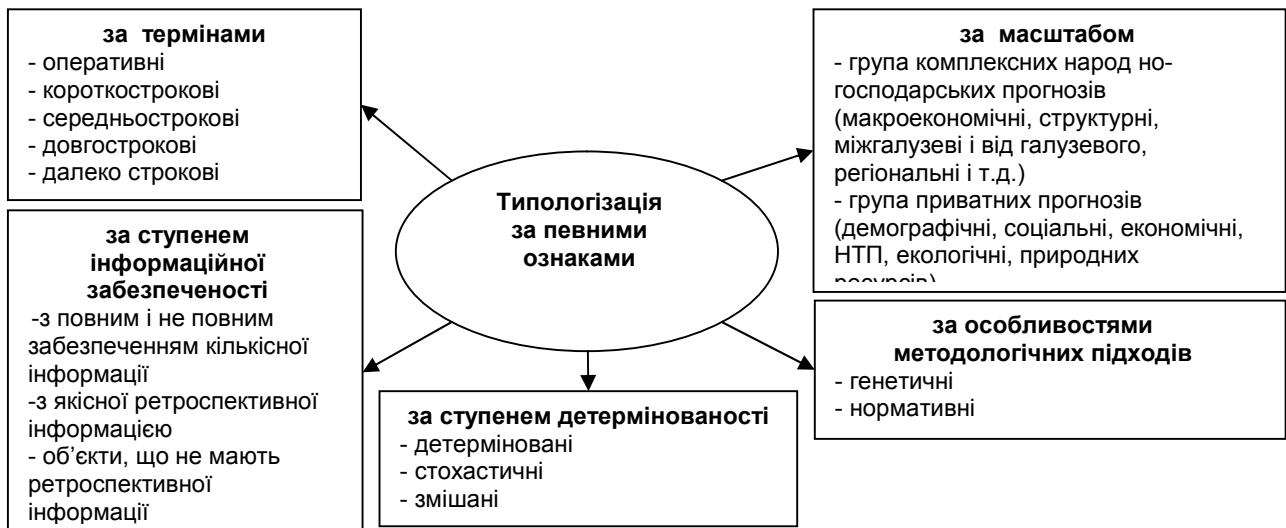 за термінами
- оперативні
- короткострокові
- середньострокові
- довгострокові
- далеко строкові
за масштабом
- група комплексних народ но-
господарських прогнозів
(макроекономічні, структурні,
міжгалузеві і від галузевого,
регіональні і т.д.)
- група приватних прогнозів
(демографічні, соціальні, економічні,
НТП, екологічні, природних
ресурсів)
Типологізація
за певними
ознаками
за ступенем
інформаційної
забезпеченості
-з повним і не повним
забезпеченням кількісної
інформації
-з якісної ретроспективної
інформацією
- об’єкти, що не мають
ретроспективної
інформації
за ступенем детермінованості
- детерміновані
- стохастичні
- змішані
за особливостями
методологічних підходів
- генетичні
- нормативні